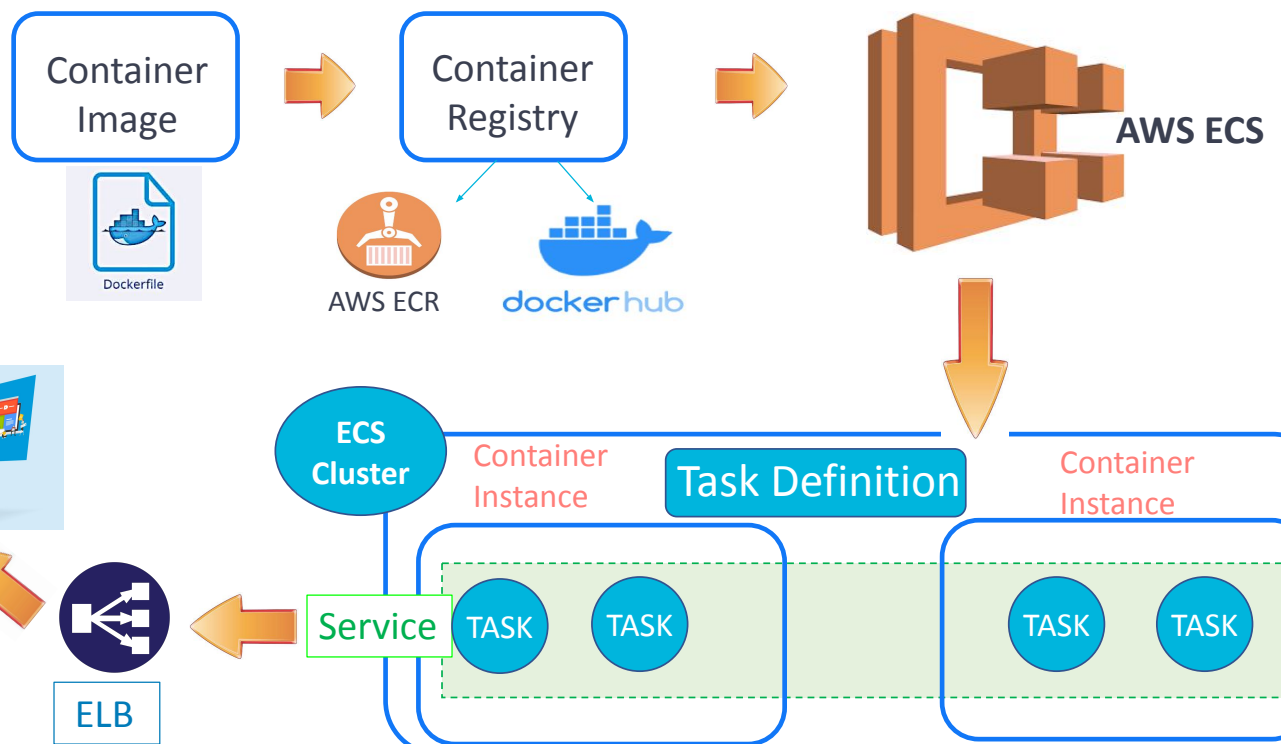 Container
Image
Dockerfile
Container
Registry
AWS ECR
docker hub
AWS ECS
ECS
Cluster
Container
Instance
Task Definition
Container
Instance
Service
TASK
TASK
TASK
TASK
ELB